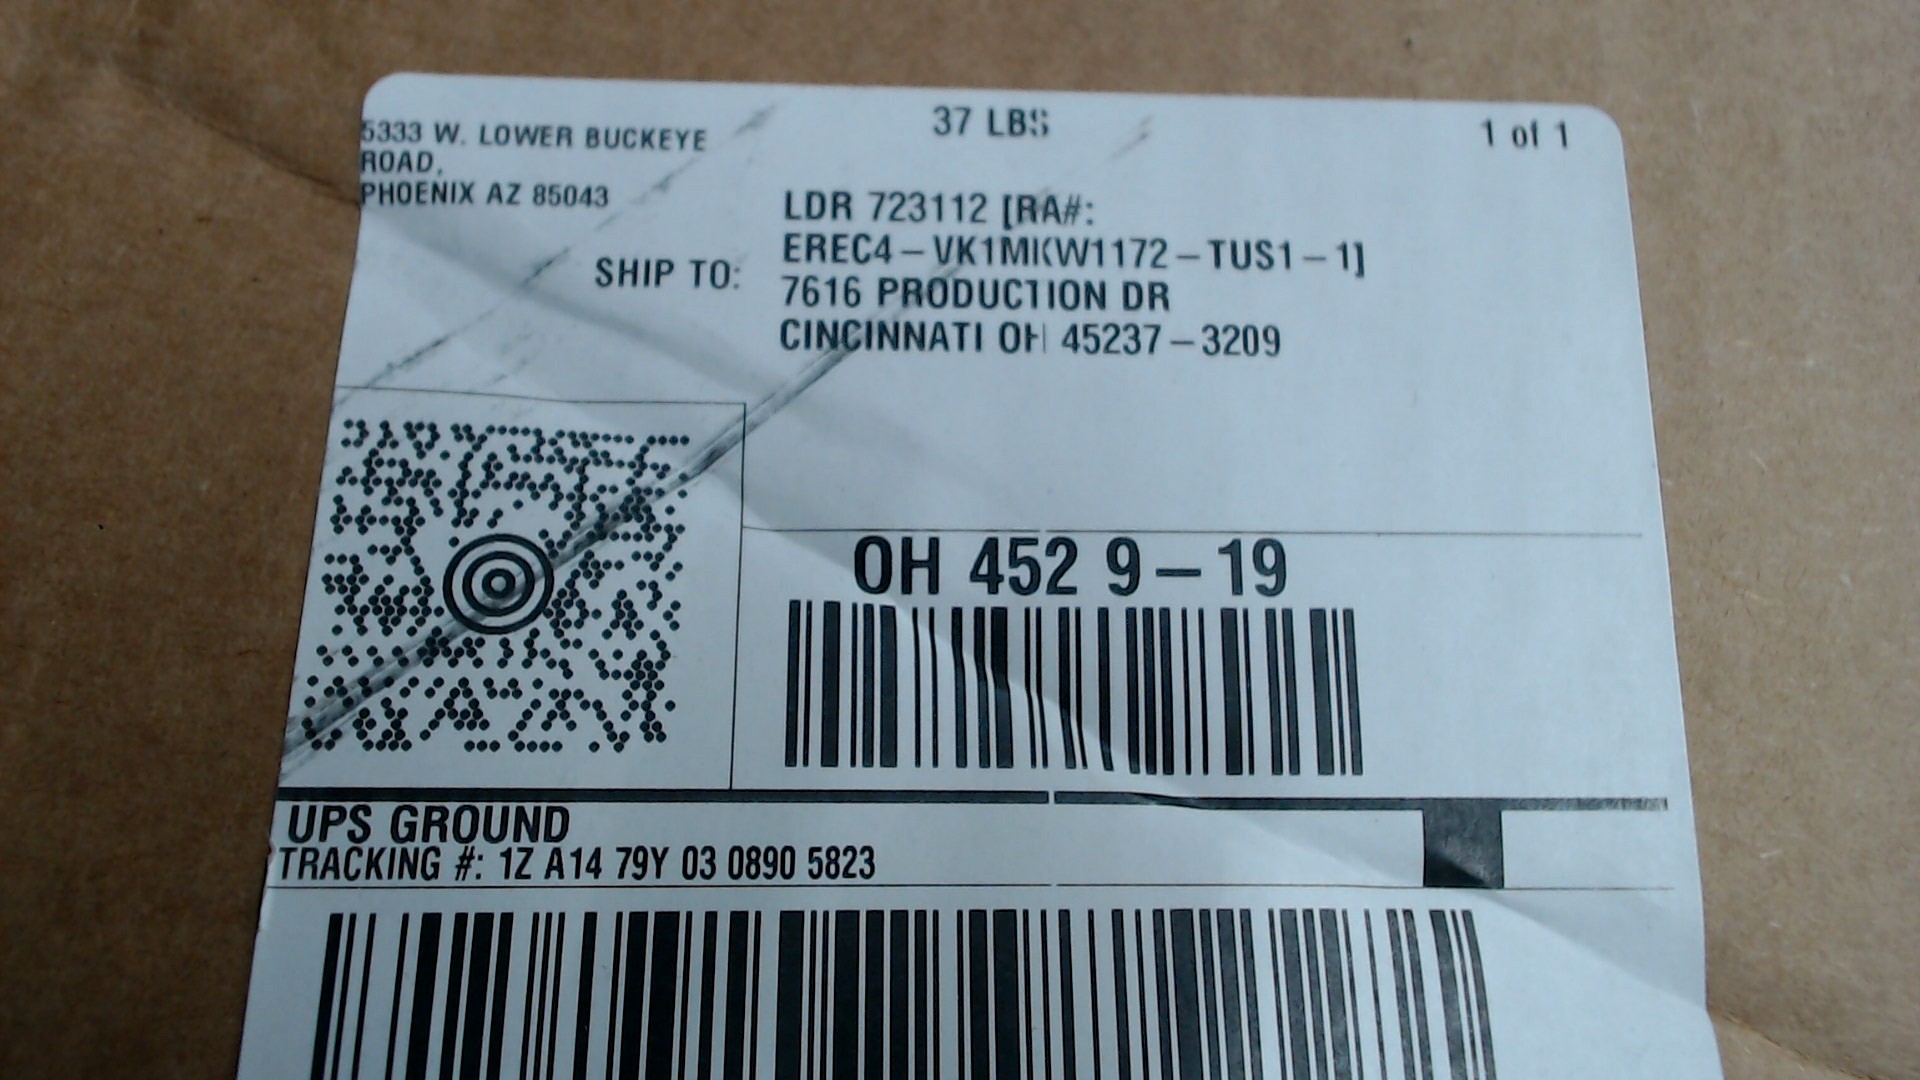 5333 W. LOWER BUCKEYE
ROAD,
PHOENIX AZ 85043
37 LBS
1 of 1
SHIP TO:
LDR 723112 [RA#:
EREC4-VK1MKW1172-TUS1-1]
7616 PRODUCTION DR
CINCINNATI OH 45237-3209
OH 452 9-19
UPS GROUND
TRACKING #: 1Z A14 79Y 03 0890 5823